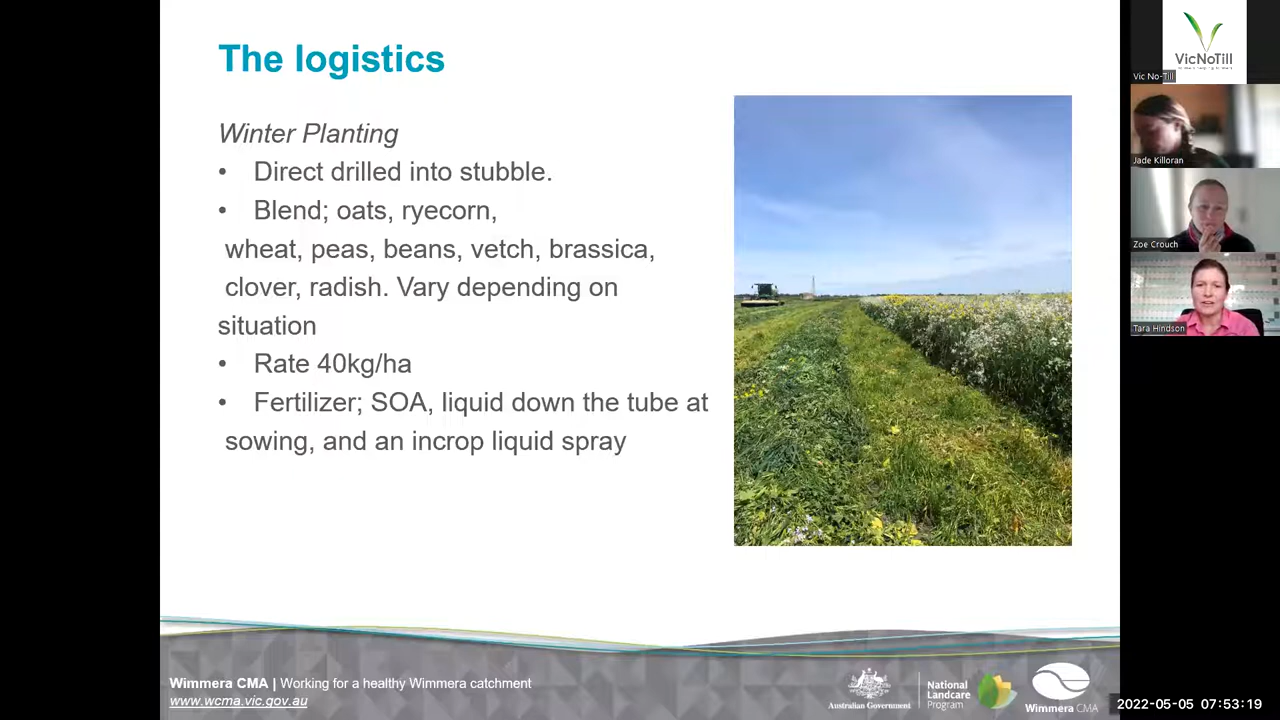 The logistics
Winter Planting
• Direct drilled into stubble.
• Blend; oats, ryecorn,
wheat, peas, beans, vetch, brassica,
clover, radish. Vary depending on
situation
• Rate 40kg/ha
• Fertilizer; SOA, liquid down the tube at
sowing, and an incrop liquid spray
Wimmera CMA | Working for a healthy Wimmera catchment
www.wcma.vic.gov.au
Australian Government
National
Landcare
Program
Wimmera CMA
VicNoTill
Vic No-Till
Jade Killoran
Zoe Crouch
Tara Hindson
2022-05-05 07:53:19